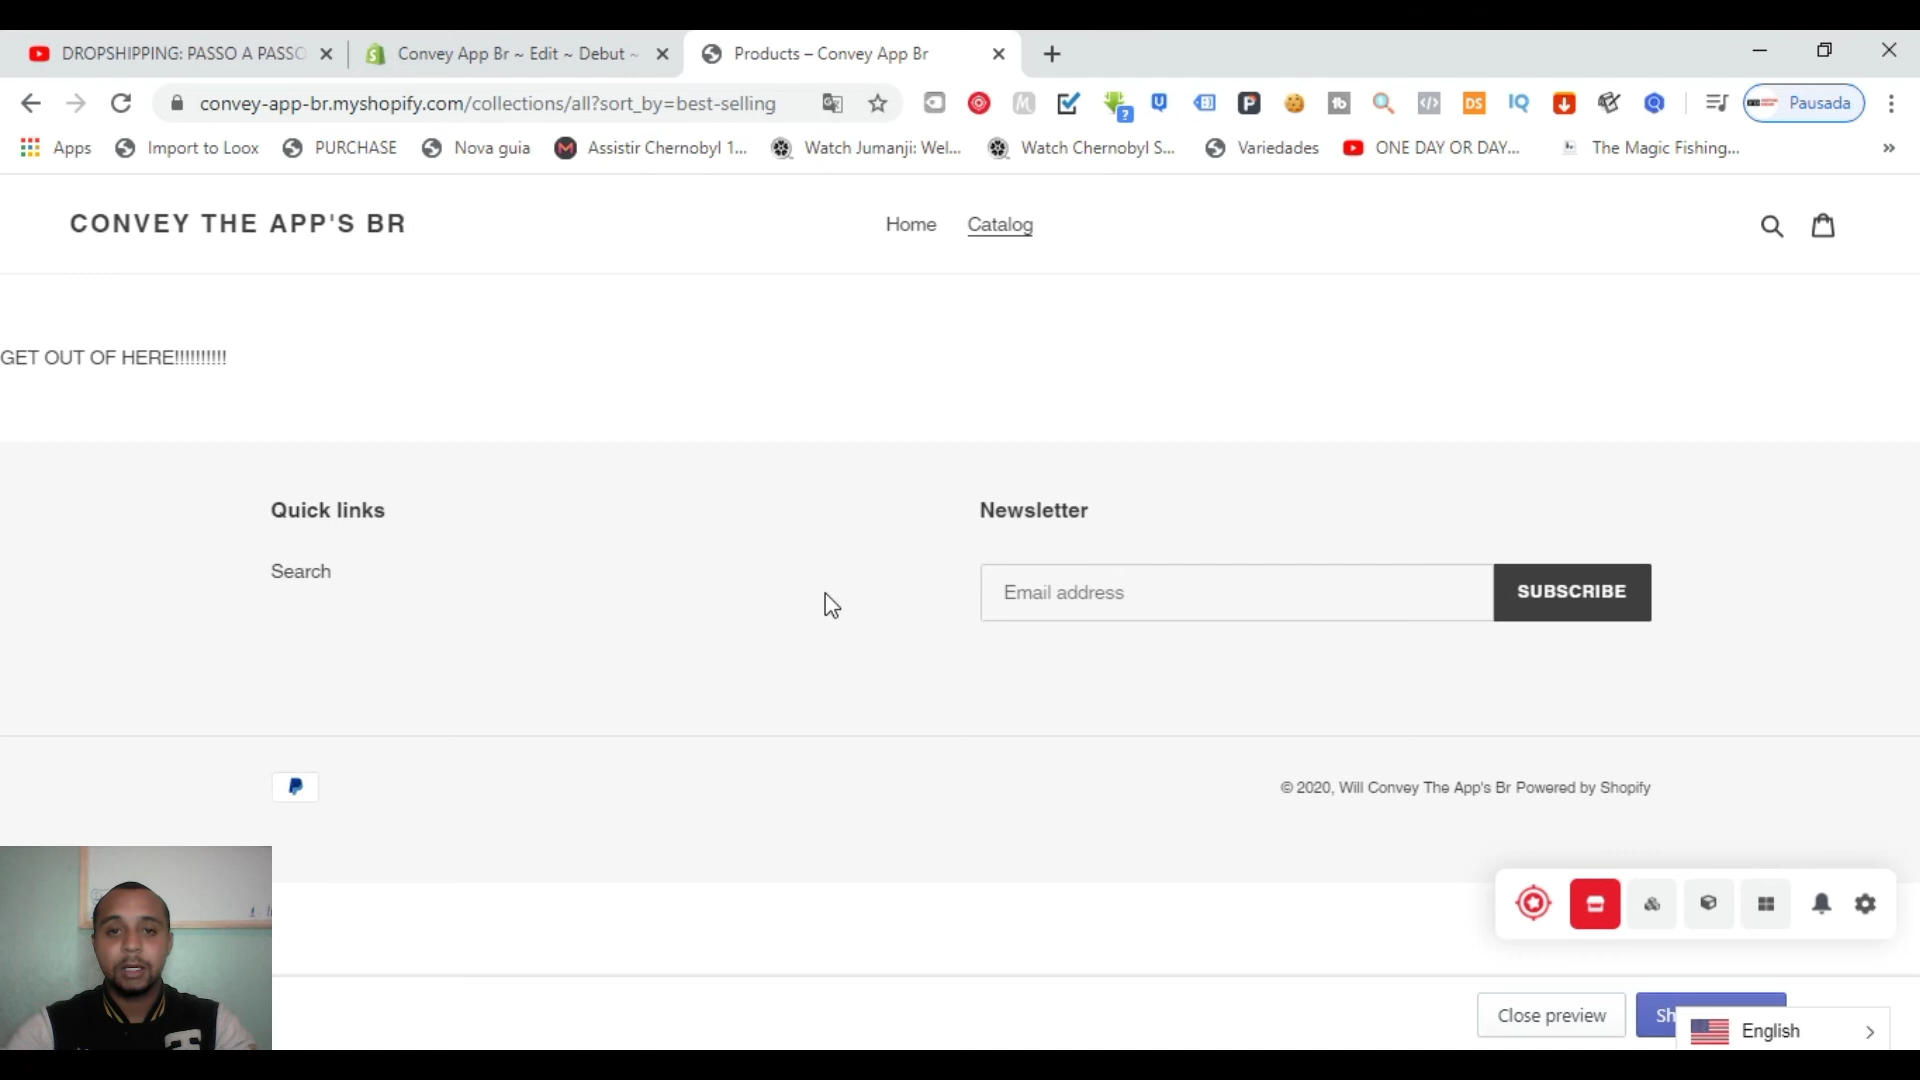 DROPSHIPPING: PASSO A PASSO
Convey App Br ~ Edit ~ Debut ~
Products – Convey App Br
convey-app-br.myshopify.com/collections/all?sort_by=best-selling
Pausada
Apps
Import to Loox
PURCHASE
Nova guia
Assistir Chernobyl 1...
Watch Jumanji: Wel...
Watch Chernobyl S...
Variedades
ONE DAY OR DAY...
The Magic Fishing...
CONVEY THE APP'S BR
Home
Catalog
GET OUT OF HERE!!!!!!!!!!
Quick links
Newsletter
Search
Email address
SUBSCRIBE
© 2020, Will Convey The App's Br Powered by Shopify
Close preview
Sh
English